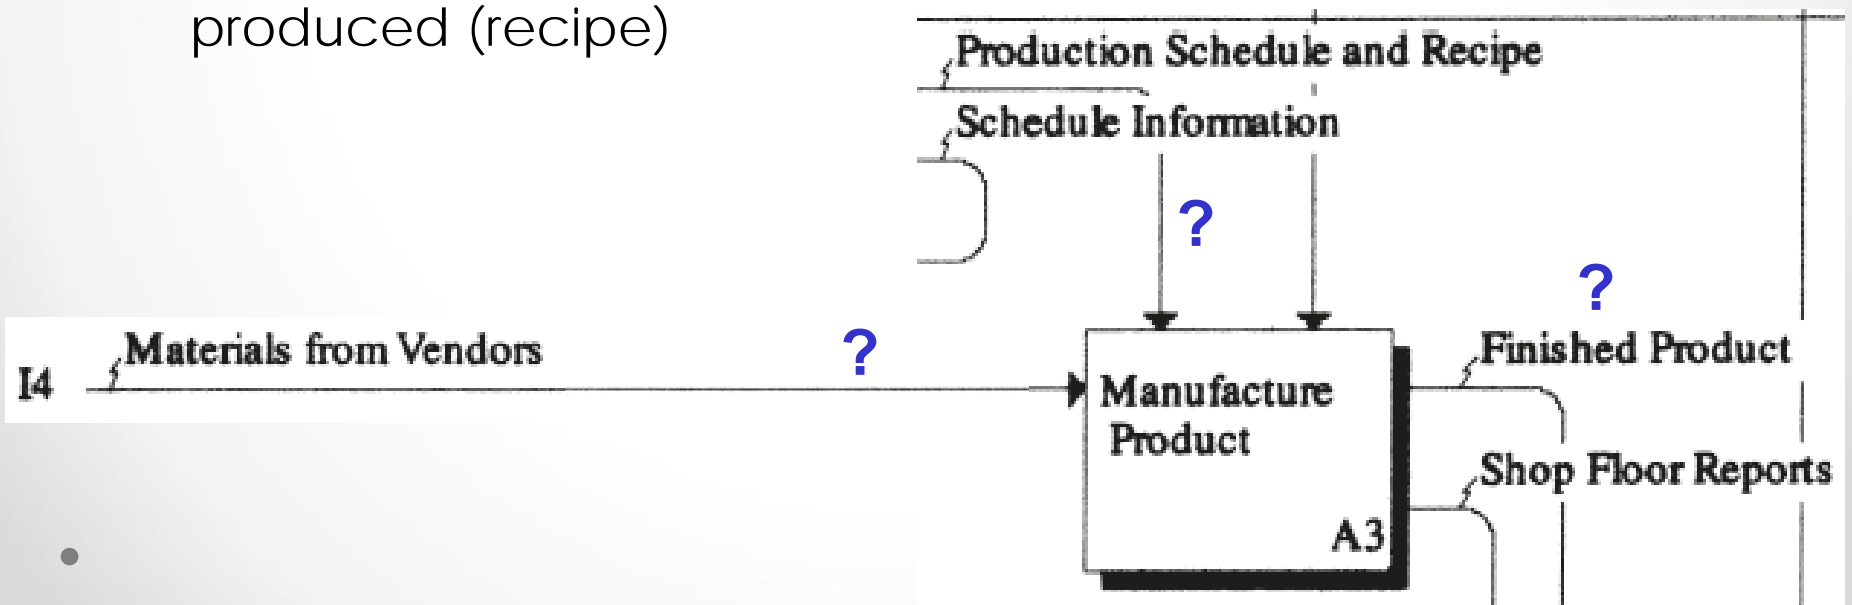 produced (recipe)
Production Schedule and Recipe
Schedule Information
?
?
Materials from Vendors
?
Finished Product
I4
Manufacture
Product
Shop Floor Reports
A3